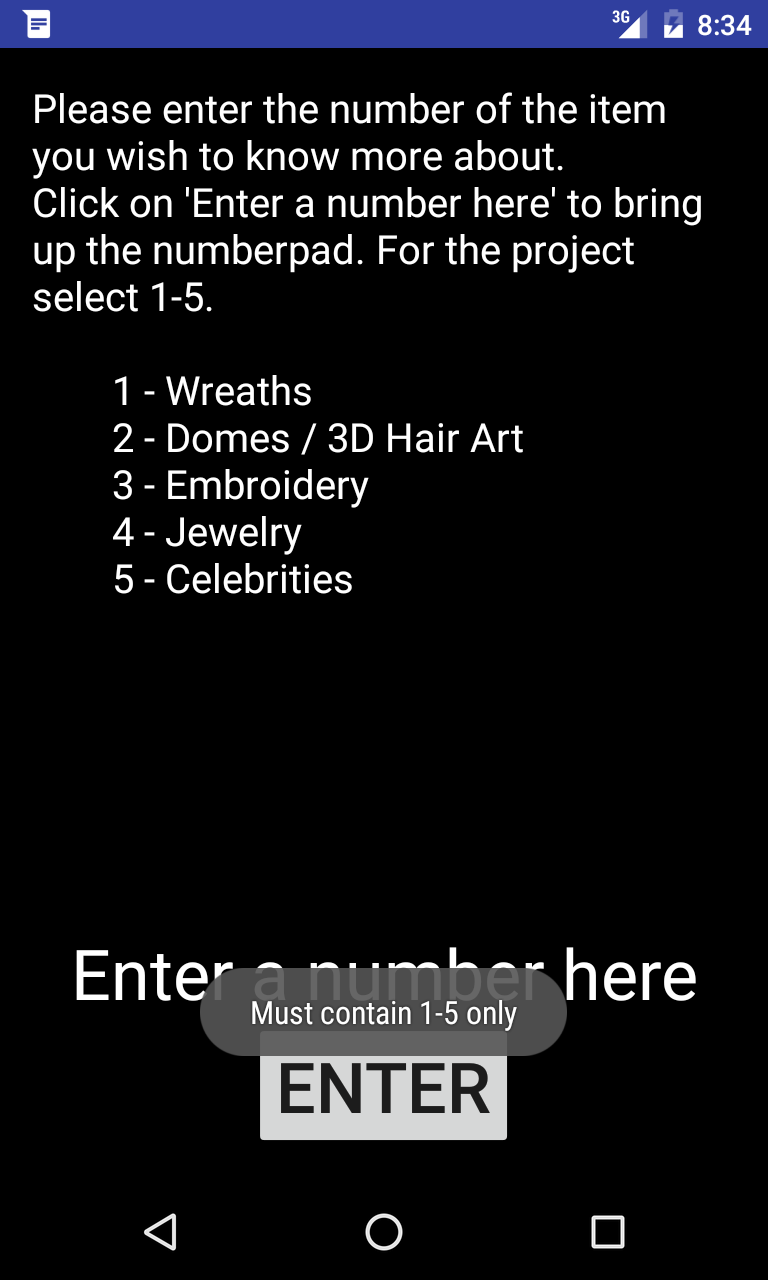 3G 8:34
Please enter the number of the item
you wish to know more about.
Click on 'Enter a number here' to bring
up the numberpad. For the project
select 1-5.
1 - Wreaths
2 - Domes / 3D Hair Art
3 - Embroidery
4 - Jewelry
5 - Celebrities
Enter a number here
Must contain 1-5 only
ENTER